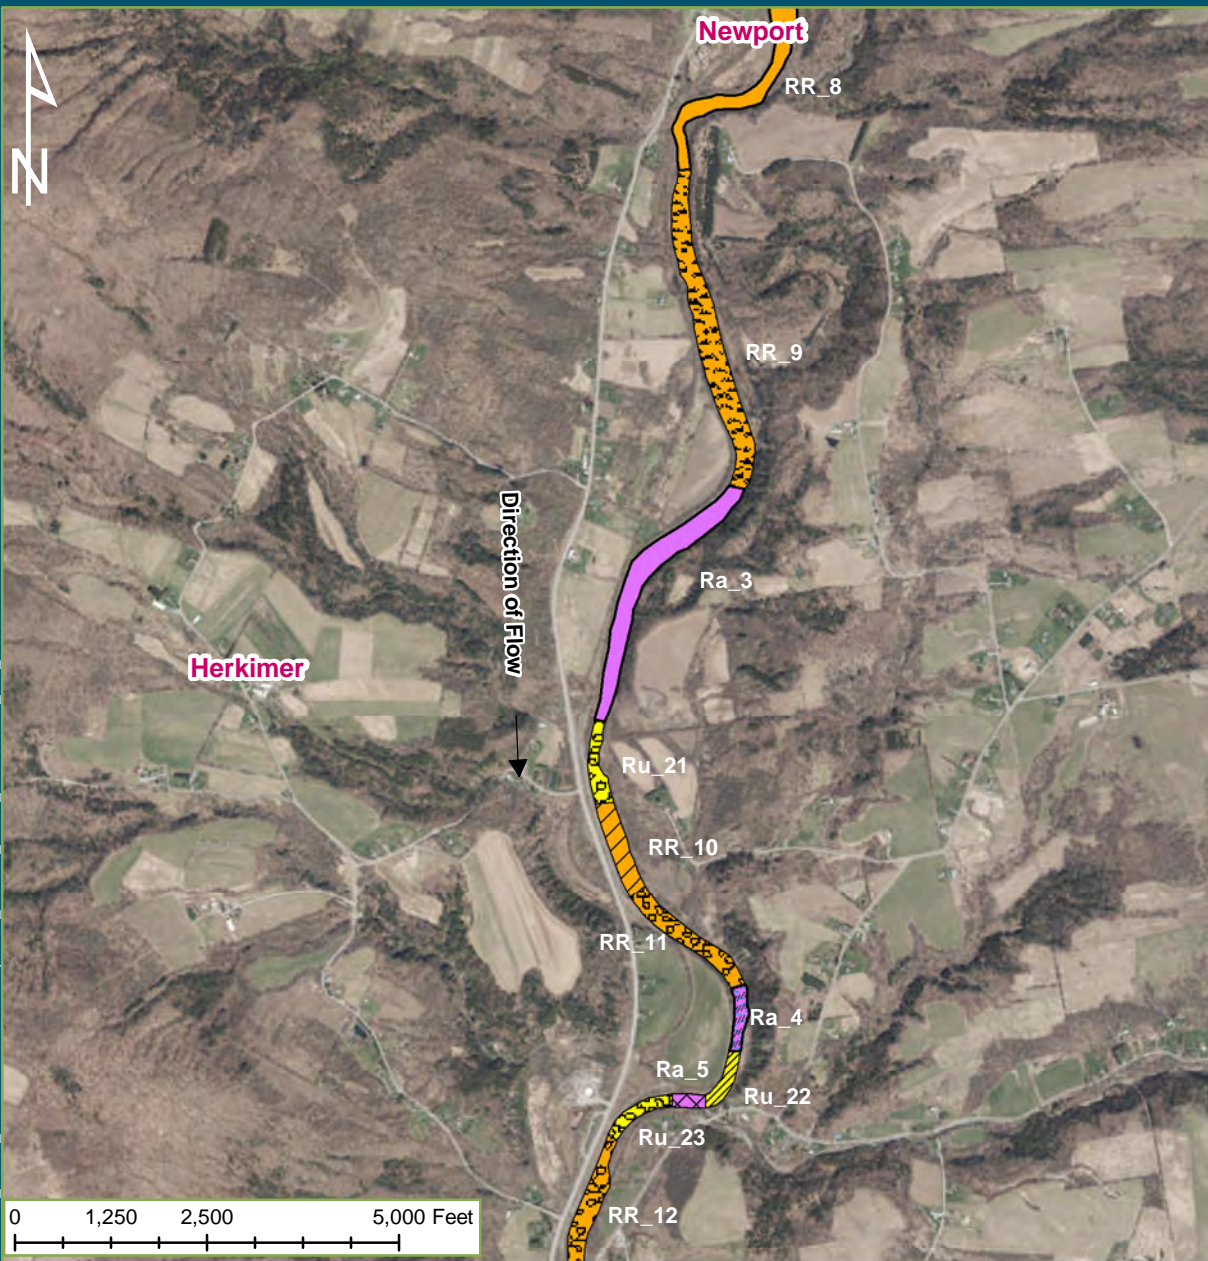 Newport
RR_8
N
RR_9
Direction of Flow
Ra_3
Herkimer
Ru_21
RR_10
RR_11
Ra_4
Ra_5
Ru_22
Ru_23
RR_12
0 1,250 2,500 5,000 Feet